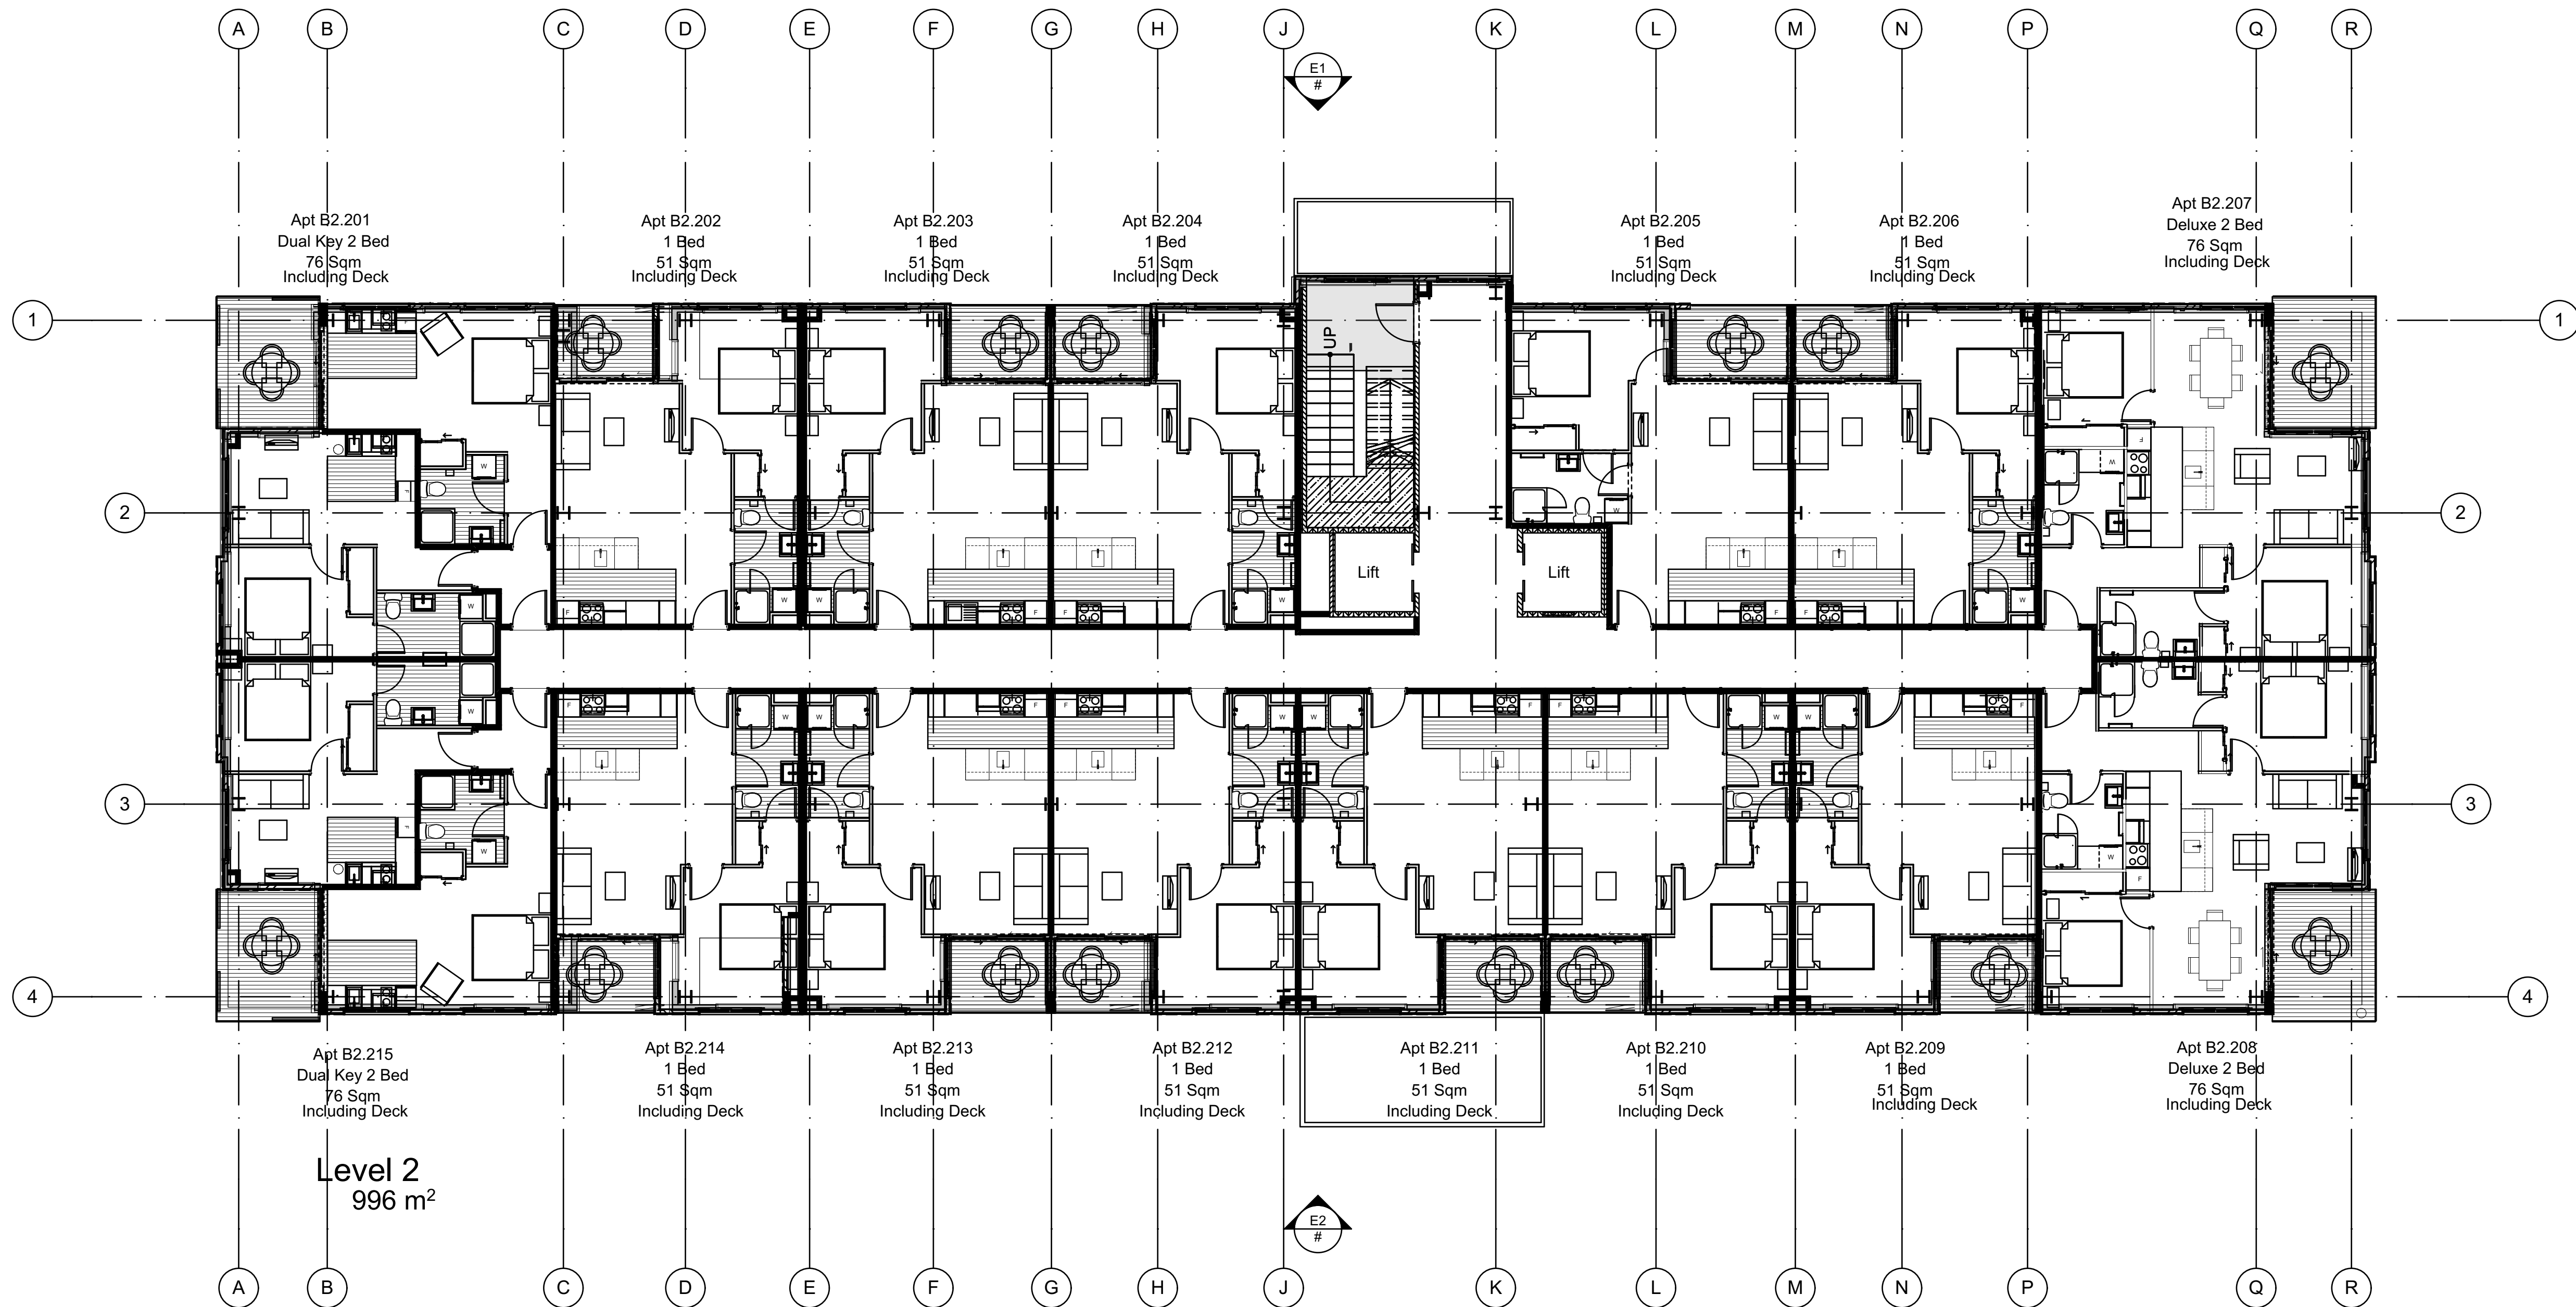 A B C D E F G H J K L M N P Q R
E1
#
Apt B2.201
Dual Key 2 Bed
76 Sqm
Including Deck
Apt B2.202
1 Bed
51 Sqm
Including Deck
Apt B2.203
1 Bed
51 Sqm
Including Deck
Apt B2.204
1 Bed
51 Sqm
Including Deck
Apt B2.205
1 Bed
51 Sqm
Including Deck
Apt B2.206
1 Bed
51 Sqm
Including Deck
Apt B2.207
Deluxe 2 Bed
76 Sqm
Including Deck
1 1
UP
F
W
W
F
W
2 2
W
Lift Lift
W
F
W W
F F
W
F F
W
F
W
F
W W
F F
W W
F F
W W
F
W
F
3 3
W
W
F
4 4
Apt B2.215
Dual Key 2 Bed
76 Sqm
Including Deck
Apt B2.214
1 Bed
51 Sqm
Including Deck
Apt B2.213
1 Bed
51 Sqm
Including Deck
Apt B2.212
1 Bed
51 Sqm
Including Deck
Apt B2.211
1 Bed
51 Sqm
Including Deck
Apt B2.210
1 Bed
51 Sqm
Including Deck
Apt B2.209
1 Bed
51 Sqm
Including Deck
Apt B2.208
Deluxe 2 Bed
76 Sqm
Including Deck
Level 2
996 m²
E2
#
A B C D E F G H J K L M N P Q R